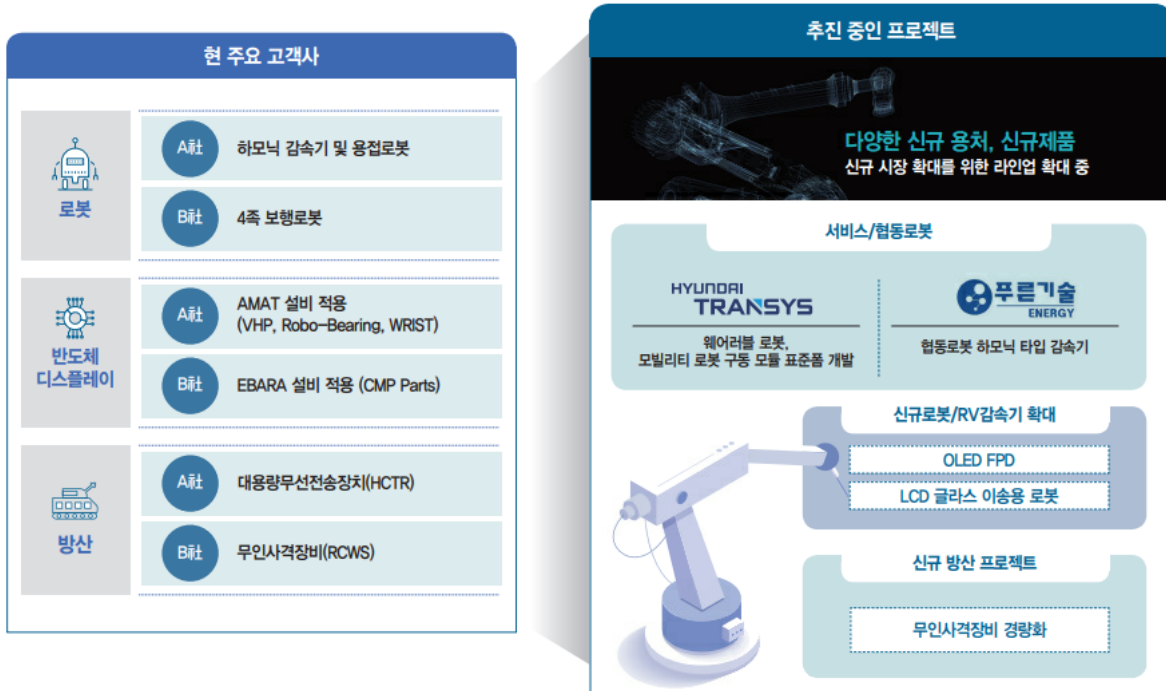 현 주요 고객사
로봇
A社
하모닉 감속기 및 용접로봇
B社
4족 보행로봇
반도체
디스플레이
A社
AMAT 설비 적용
(VHP, Robo-Bearing, WRIST)
B社
EBARA 설비 적용 (CMP Parts)
방산
A社
대용량무선전송장치(HCTR)
B社
무인사격장비(RCWS)
추진 중인 프로젝트
다양한 신규 용처, 신규제품
신규 시장 확대를 위한 라인업 확대 중
서비스/협동로봇
HYUNDAI
TRANSYS
웨어러블 로봇,
모빌리티 로봇 구동 모듈 표준폼 개발
푸른기술
ENERGY
협동로봇 하모닉 타입 감속기
신규로봇/RV감속기 확대
OLED FPD
LCD 글라스 이송용 로봇
신규 방산 프로젝트
무인사격장비 경량화